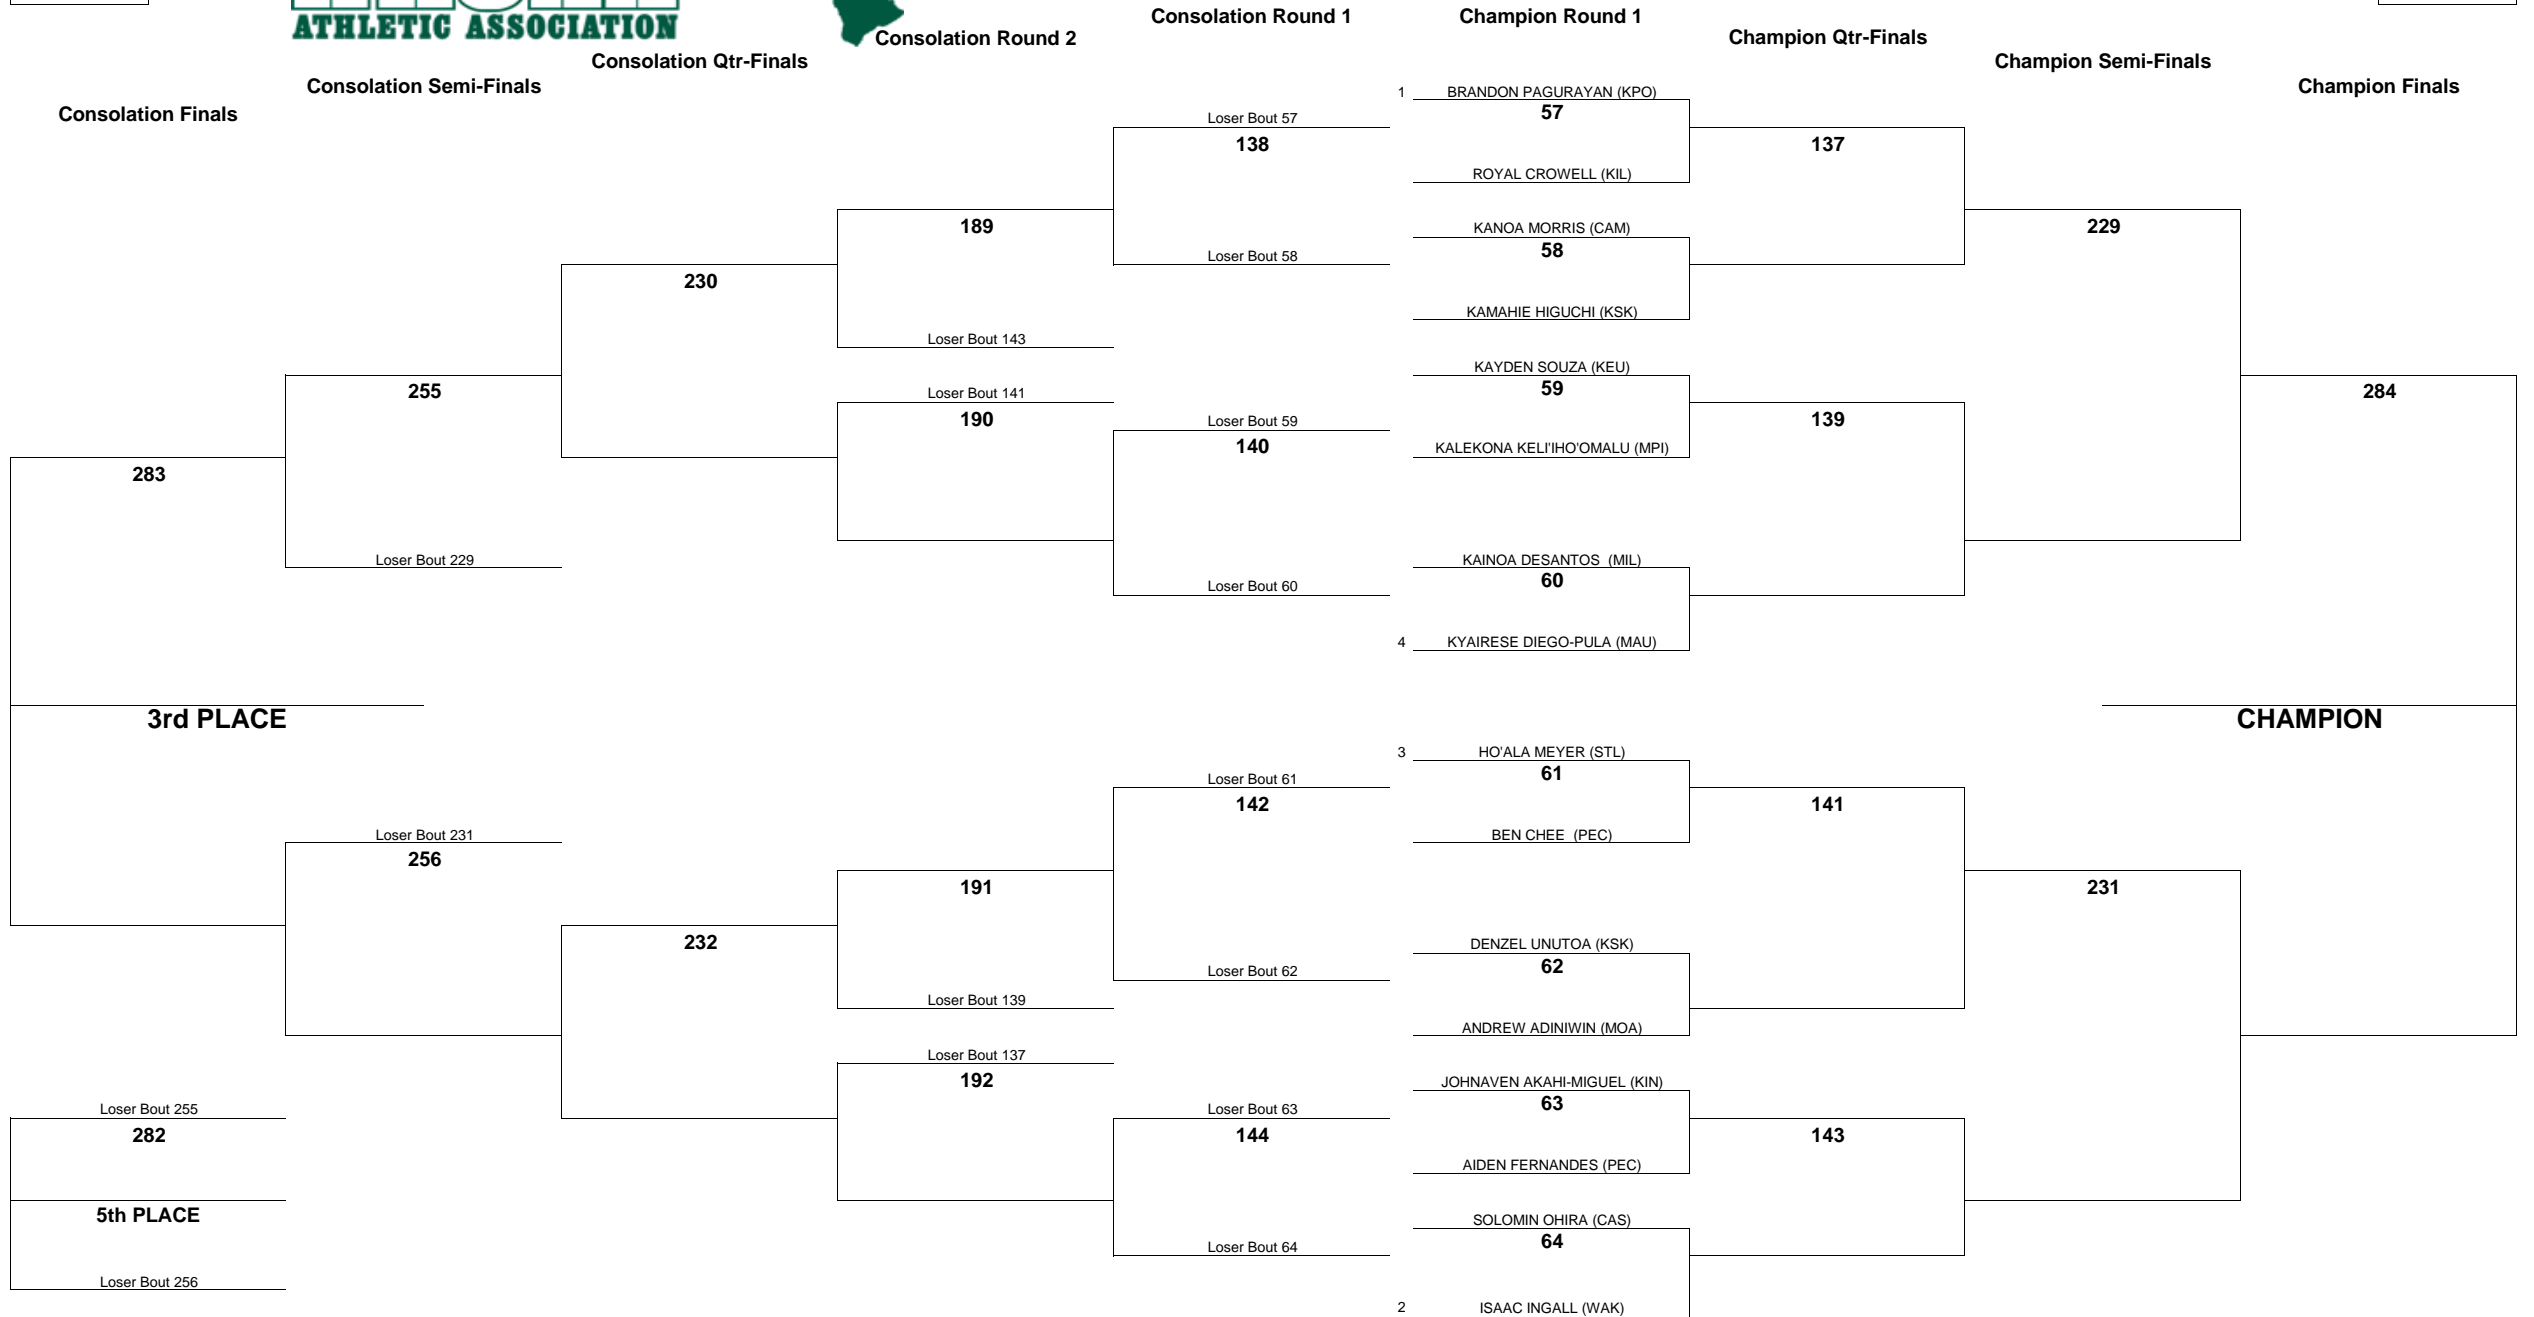 ATHLETIC ASSOCIATION
Consolation Finals
Consolation Semi-Finals
Consolation Qtr-Finals
Consolation Round 2
Consolation Round 1
Champion Round 1
Champion Qtr-Finals
Champion Semi-Finals
Champion Finals
1 BRANDON PAGURAYAN (KPO)
57
ROYAL CROWELL (KIL)
KANOA MORRIS (CAM)
58
KAMAHIE HIGUCHI (KSK)
KAYDEN SOUZA (KEU)
59
KALEKONA KELI'IHO'OMALU (MPI)
KAINOA DESANTOS (MIL)
60
4 KYAIRESE DIEGO-PULA (MAU)
3 HO'ALA MEYER (STL)
61
BEN CHEE (PEC)
DENZEL UNUTOA (KSK)
62
ANDREW ADINIWIN (MOA)
JOHNAVEN AKAHI-MIGUEL (KIN)
63
AIDEN FERNANDES (PEC)
SOLOMIN OHIRA (CAS)
64
2 ISAAC INGALL (WAK)
137
139
141
143
229
231
284
CHAMPION
Loser Bout 57
138
Loser Bout 58
Loser Bout 59
140
Loser Bout 60
Loser Bout 61
142
Loser Bout 62
Loser Bout 63
144
Loser Bout 64
189
Loser Bout 143
Loser Bout 141
190
191
Loser Bout 139
Loser Bout 137
192
230
232
255
Loser Bout 229
Loser Bout 231
256
283
3rd PLACE
Loser Bout 255
282
5th PLACE
Loser Bout 256